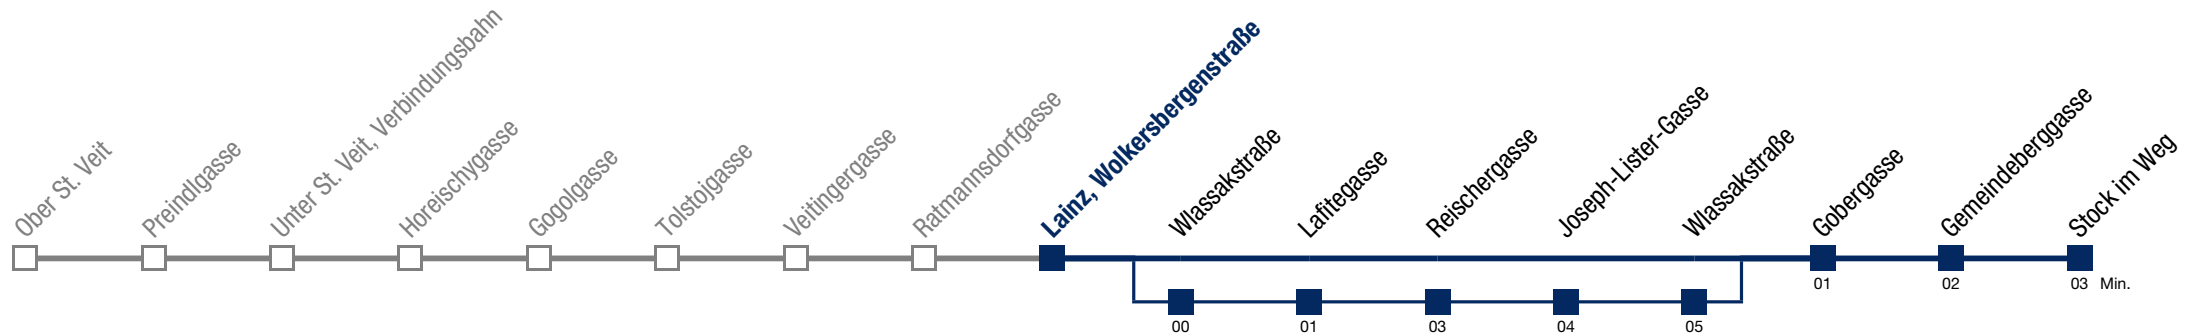 Ober St. Veit
Preindlgasse
Unter St. Veit, Verbindungsbahn
Horeischygasse
Gogolgasse
Tolstojgasse
Veitingergasse
Ratmannsdorfgasse
Lainz, Wolkersbergenstraße
Wlassakstraße
Lafitegasse
Reischergasse
Joseph-Lister-Gasse
Wlassakstraße
Gobergasse
Gemeindeberggasse
Stock im Weg
01 02 03 Min.
00 01 03 04 05